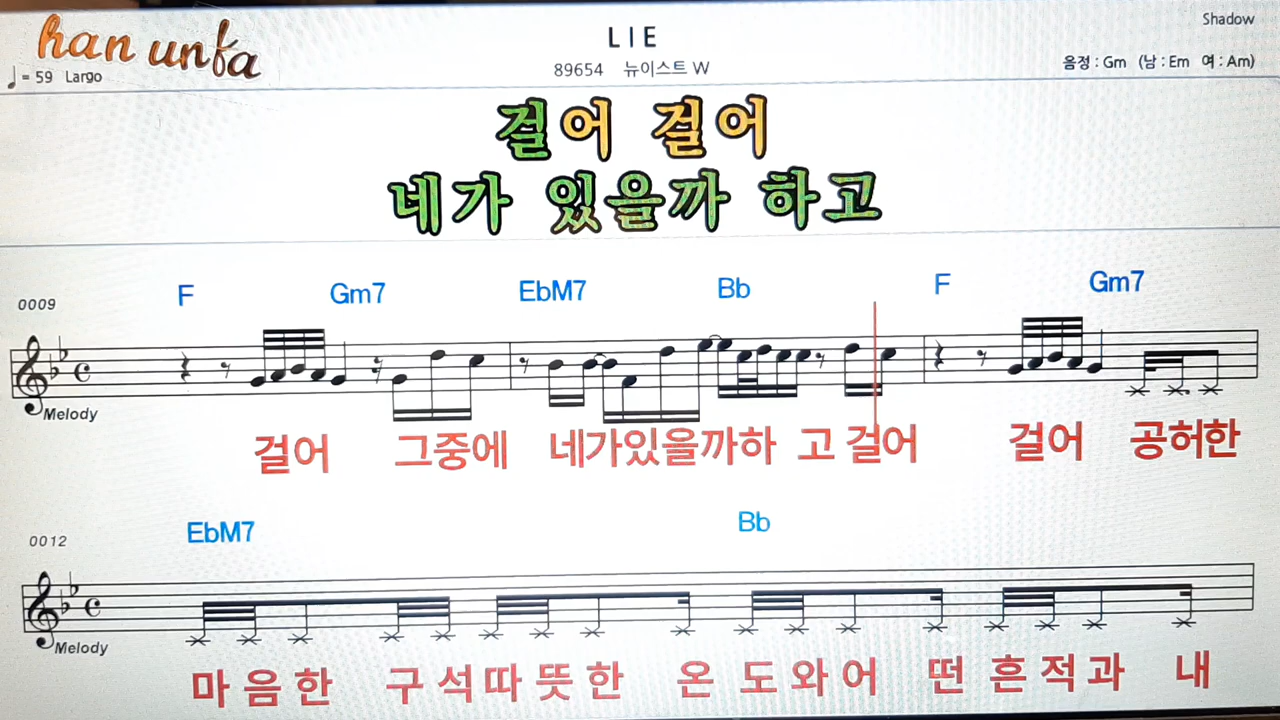 han unfa
Shadow
LIE
♩ = 59 Largo
89654 뉴이스트 W
음정 : Gm (남 : Em 여 : Am)
걸어 걸어
네가 있을까 하고
F Gm7 EbM7 Bb F Gm7
0009
Melody
걸어 그중에 네가있을까하 고 걸어 걸어 공허한
EbM7 Bb
0012
Melody
마 음 한 구 석 따 뜻 한 온 도 와 어 떤 흔 적 과 내